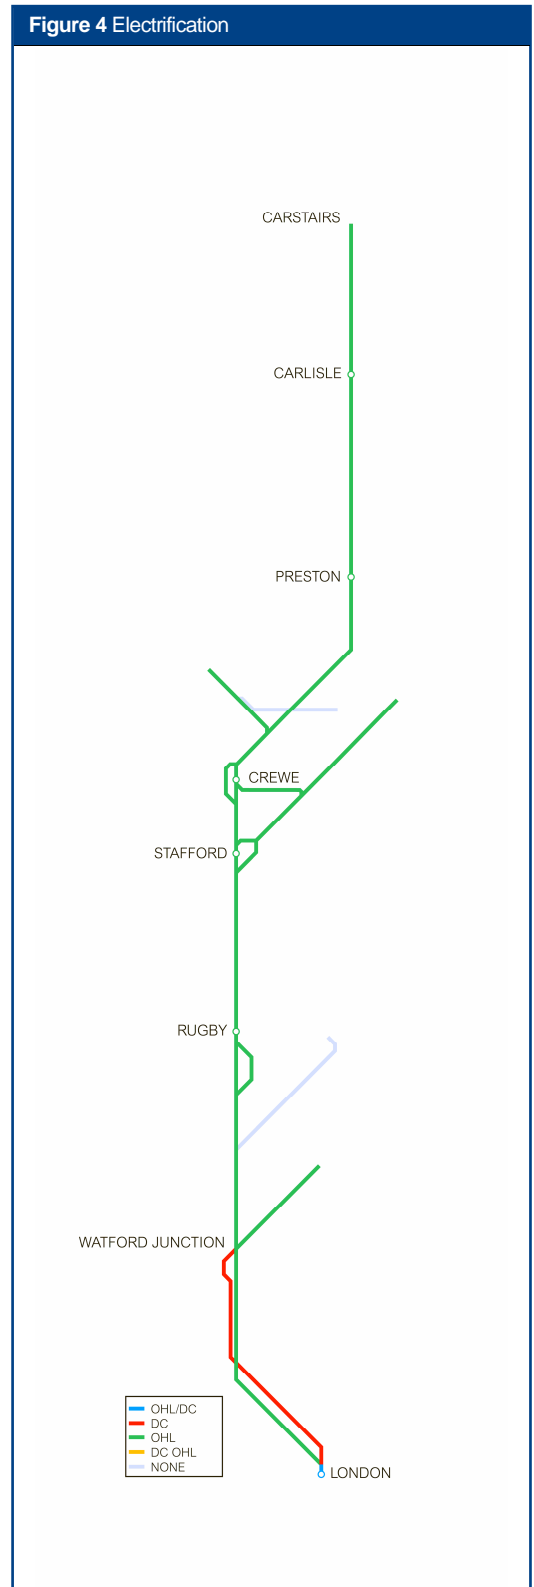 Figure 4 Electrification
CARSTAIRS
CARLISLE
PRESTON
CREWE
STAFFORD
RUGBY
WATFORD JUNCTION
OHL/DC
DC
OHL
DC OHL
NONE
LONDON